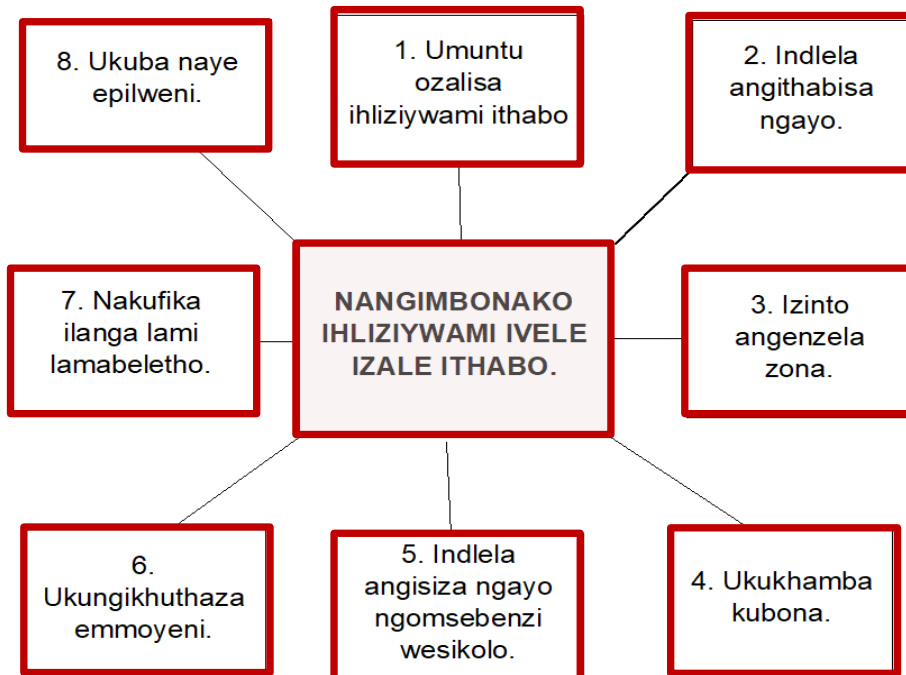 8. Ukuba naye
epilweni.
1. Umuntu
ozalisa
ihliziywami ithabo
2. Indlela
angithabisa
ngayo.
NANGIMBONAKO
IHLIZIYWAMI IVELE
IZALE ITHABO.
3. Izinto
angenzela
zona.
4. Ukukhamba
kubona.
5. Indlela
angisiza ngayo
ngomsebenzi
wesikolo.
6.
Ukungikhuthaza
emmoyeni.
7. Nakufika
ilanga lami
lamabeletho.